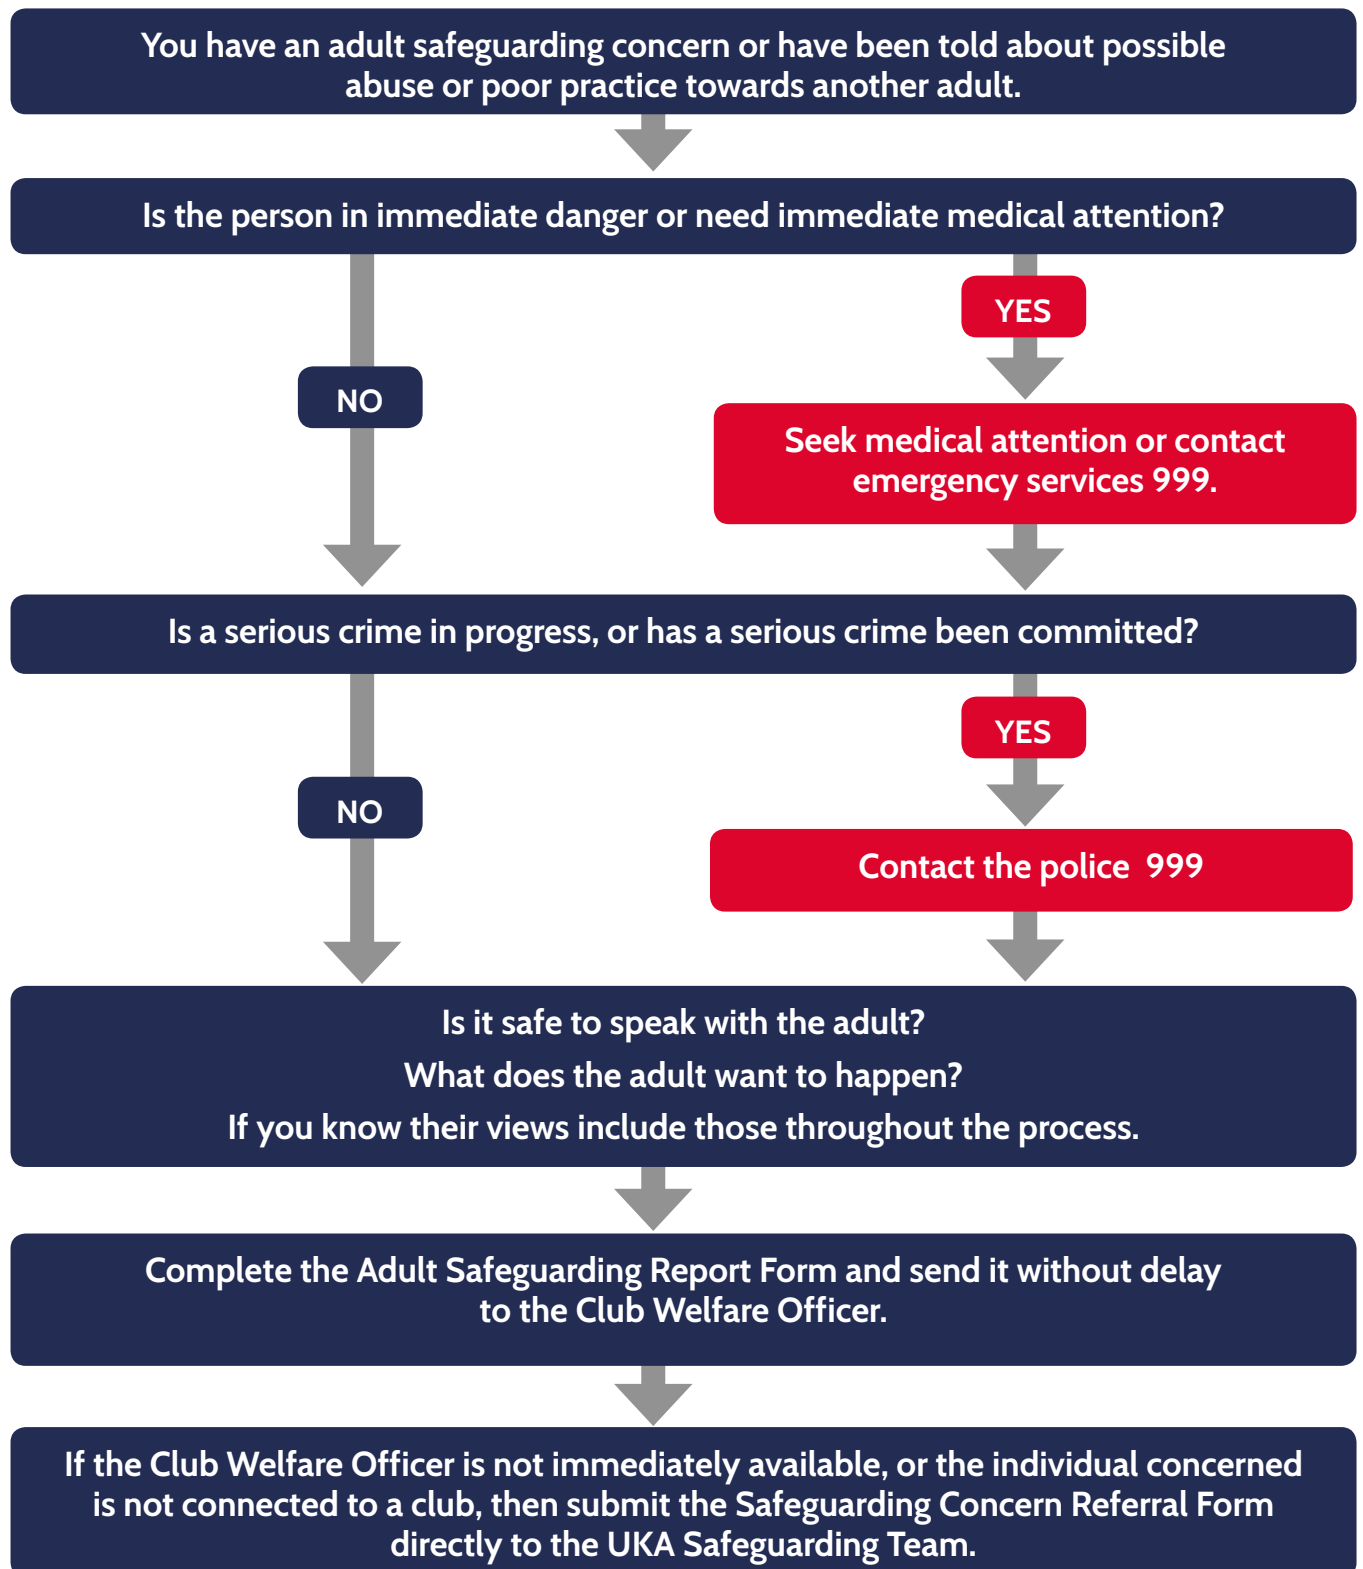 You have an adult safeguarding concern or have been told about possible
abuse or poor practice towards another adult.
Is the person in immediate danger or need immediate medical attention?
YES
NO
Seek medical attention or contact
emergency services 999.
Is a serious crime in progress, or has a serious crime been committed?
YES
NO
Contact the police 999
Is it safe to speak with the adult?
What does the adult want to happen?
If you know their views include those throughout the process.
Complete the Adult Safeguarding Report Form and send it without delay
to the Club Welfare Officer.
If the Club Welfare Officer is not immediately available, or the individual concerned
is not connected to a club, then submit the Safeguarding Concern Referral Form
directly to the UKA Safeguarding Team.